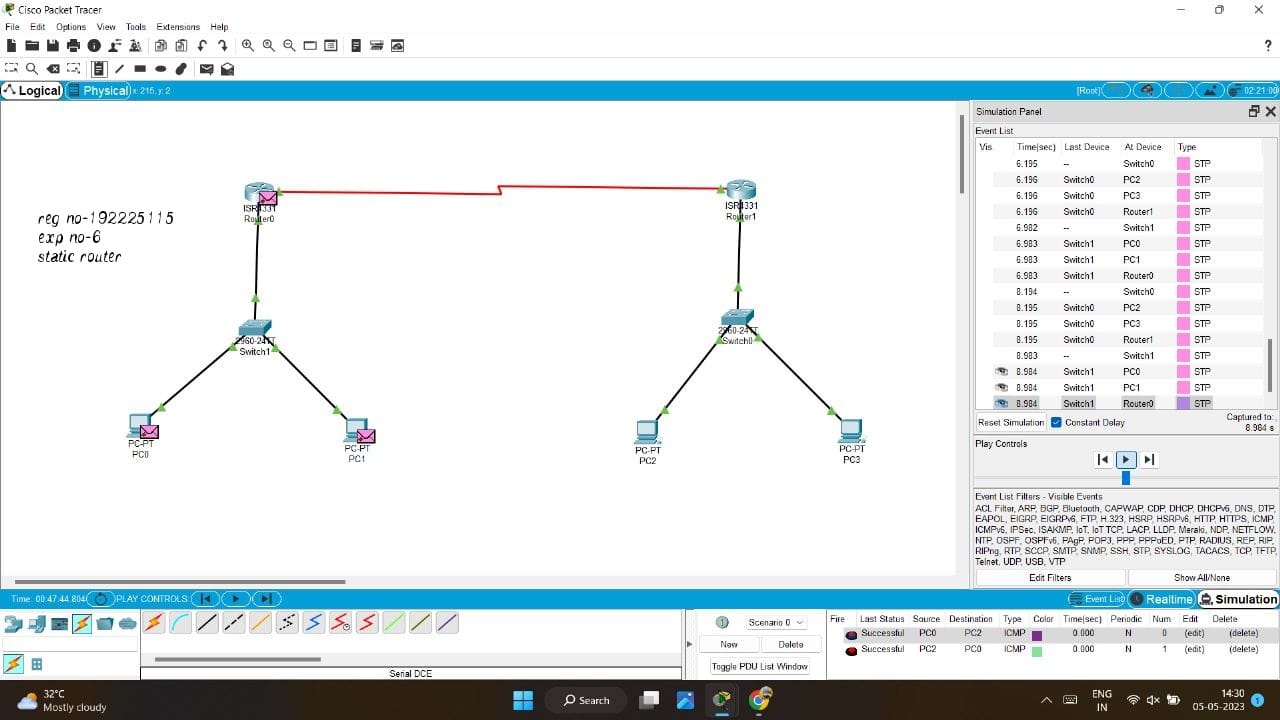 Cisco Packet Tracer
File Edit Options View Tools Extensions Help
?
Logical Physical x: 215, y: 2 [Root] 02:21:00
Simulation Panel
Event List
Vis. Time(sec) Last Device At Device Type
6.195 -- Switch0 STP
6.196 Switch0 PC2 STP
6.196 Switch0 PC3 STP
6.196 Switch0 Router1 STP
6.982 -- Switch1 STP
6.983 Switch1 PC0 STP
6.983 Switch1 PC1 STP
6.983 Switch1 Router0 STP
8.194 -- Switch0 STP
8.195 Switch0 PC2 STP
8.195 Switch0 PC3 STP
8.195 Switch0 Router1 STP
8.983 -- Switch1 STP
8.984 Switch1 PC0 STP
8.984 Switch1 PC1 STP
8.984 Switch1 Router0 STP
Reset Simulation Constant Delay Captured to:
8.984 s
Play Controls
Event List Filters - Visible Events
ACL Filter, ARP, BGP, Bluetooth, CAPWAP, CDP, DHCP, DHCPv6, DNS, DTP,
EAPOL, EIGRP, EIGRPv6, FTP, H.323, HSRP, HSRPv6, HTTP, HTTPS, ICMP,
ICMPv6, IPSec, ISAKMP, IoT, IoT TCP, LACP, LLDP, Meraki, NDP, NETFLOW,
NTP, OSPF, OSPFv6, PAgP, POP3, PPP, PPPoED, PTP, RADIUS, REP, RIP,
RIPng, RTP, SCCP, SMTP, SNMP, SSH, STP, SYSLOG, TACACS, TCP, TFTP,
Telnet, UDP, USB, VTP
Edit Filters Show All/None
reg no-192225115
exp no-6
static router
ISR4331
Router0
ISR4331
Router1
2960-24TT
Switch1
2960-24TT
Switch0
PC-PT
PC0
PC-PT
PC1
PC-PT
PC2
PC-PT
PC3
Time: 00:47:44.804 PLAY CONTROLS: Event List Realtime Simulation
Serial DCE
Scenario 0
New Delete
Toggle PDU List Window
Fire Last Status Source Destination Type Color Time(sec) Periodic Num Edit Delete
Successful PC0 PC2 ICMP 0.000 N 0 (edit) (delete)
Successful PC2 PC0 ICMP 0.000 N 1 (edit) (delete)
32°C
Mostly cloudy
Search
ENG
IN
14:30
05-05-2023
1